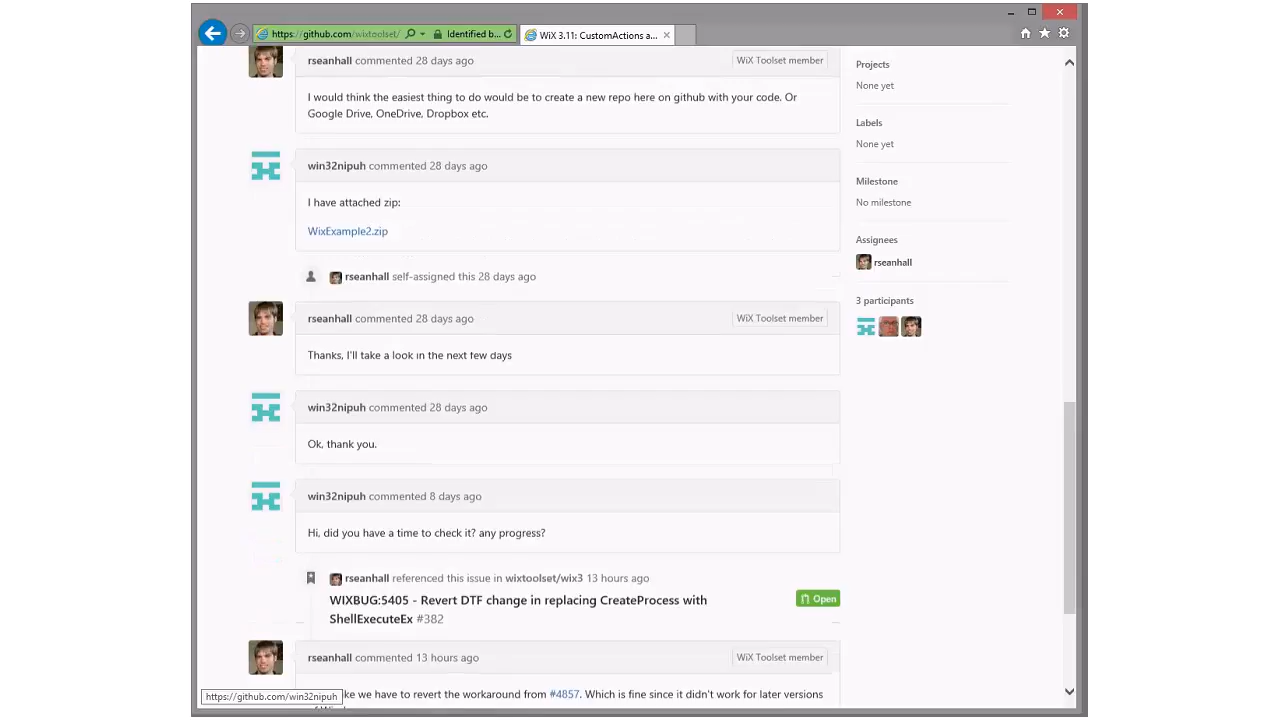 https://github.com/wixtoolset/
Identified b...
WiX 3.11: CustomActions a...
rseanhall commented 28 days ago
WiX Toolset member
I would think the easiest thing to do would be to create a new repo here on github with your code. Or
Google Drive, OneDrive, Dropbox etc.
win32nipuh commented 28 days ago
I have attached zip:
WixExample2.zip
rseanhall self-assigned this 28 days ago
rseanhall commented 28 days ago
WiX Toolset member
Thanks, I'll take a look in the next few days
win32nipuh commented 28 days ago
Ok, thank you.
win32nipuh commented 8 days ago
Hi, did you have a time to check it? any progress?
rseanhall referenced this issue in wixtoolset/wix3 13 hours ago
WIXBUG:5405 - Revert DTF change in replacing CreateProcess with
ShellExecuteEx #382
Open
rseanhall commented 13 hours ago
WiX Toolset member
ke we have to revert the workaround from #4857. Which is fine since it didn't work for later versions
https://github.com/win32nipuh
Projects
None yet
Labels
None yet
Milestone
No milestone
Assignees
rseanhall
3 participants